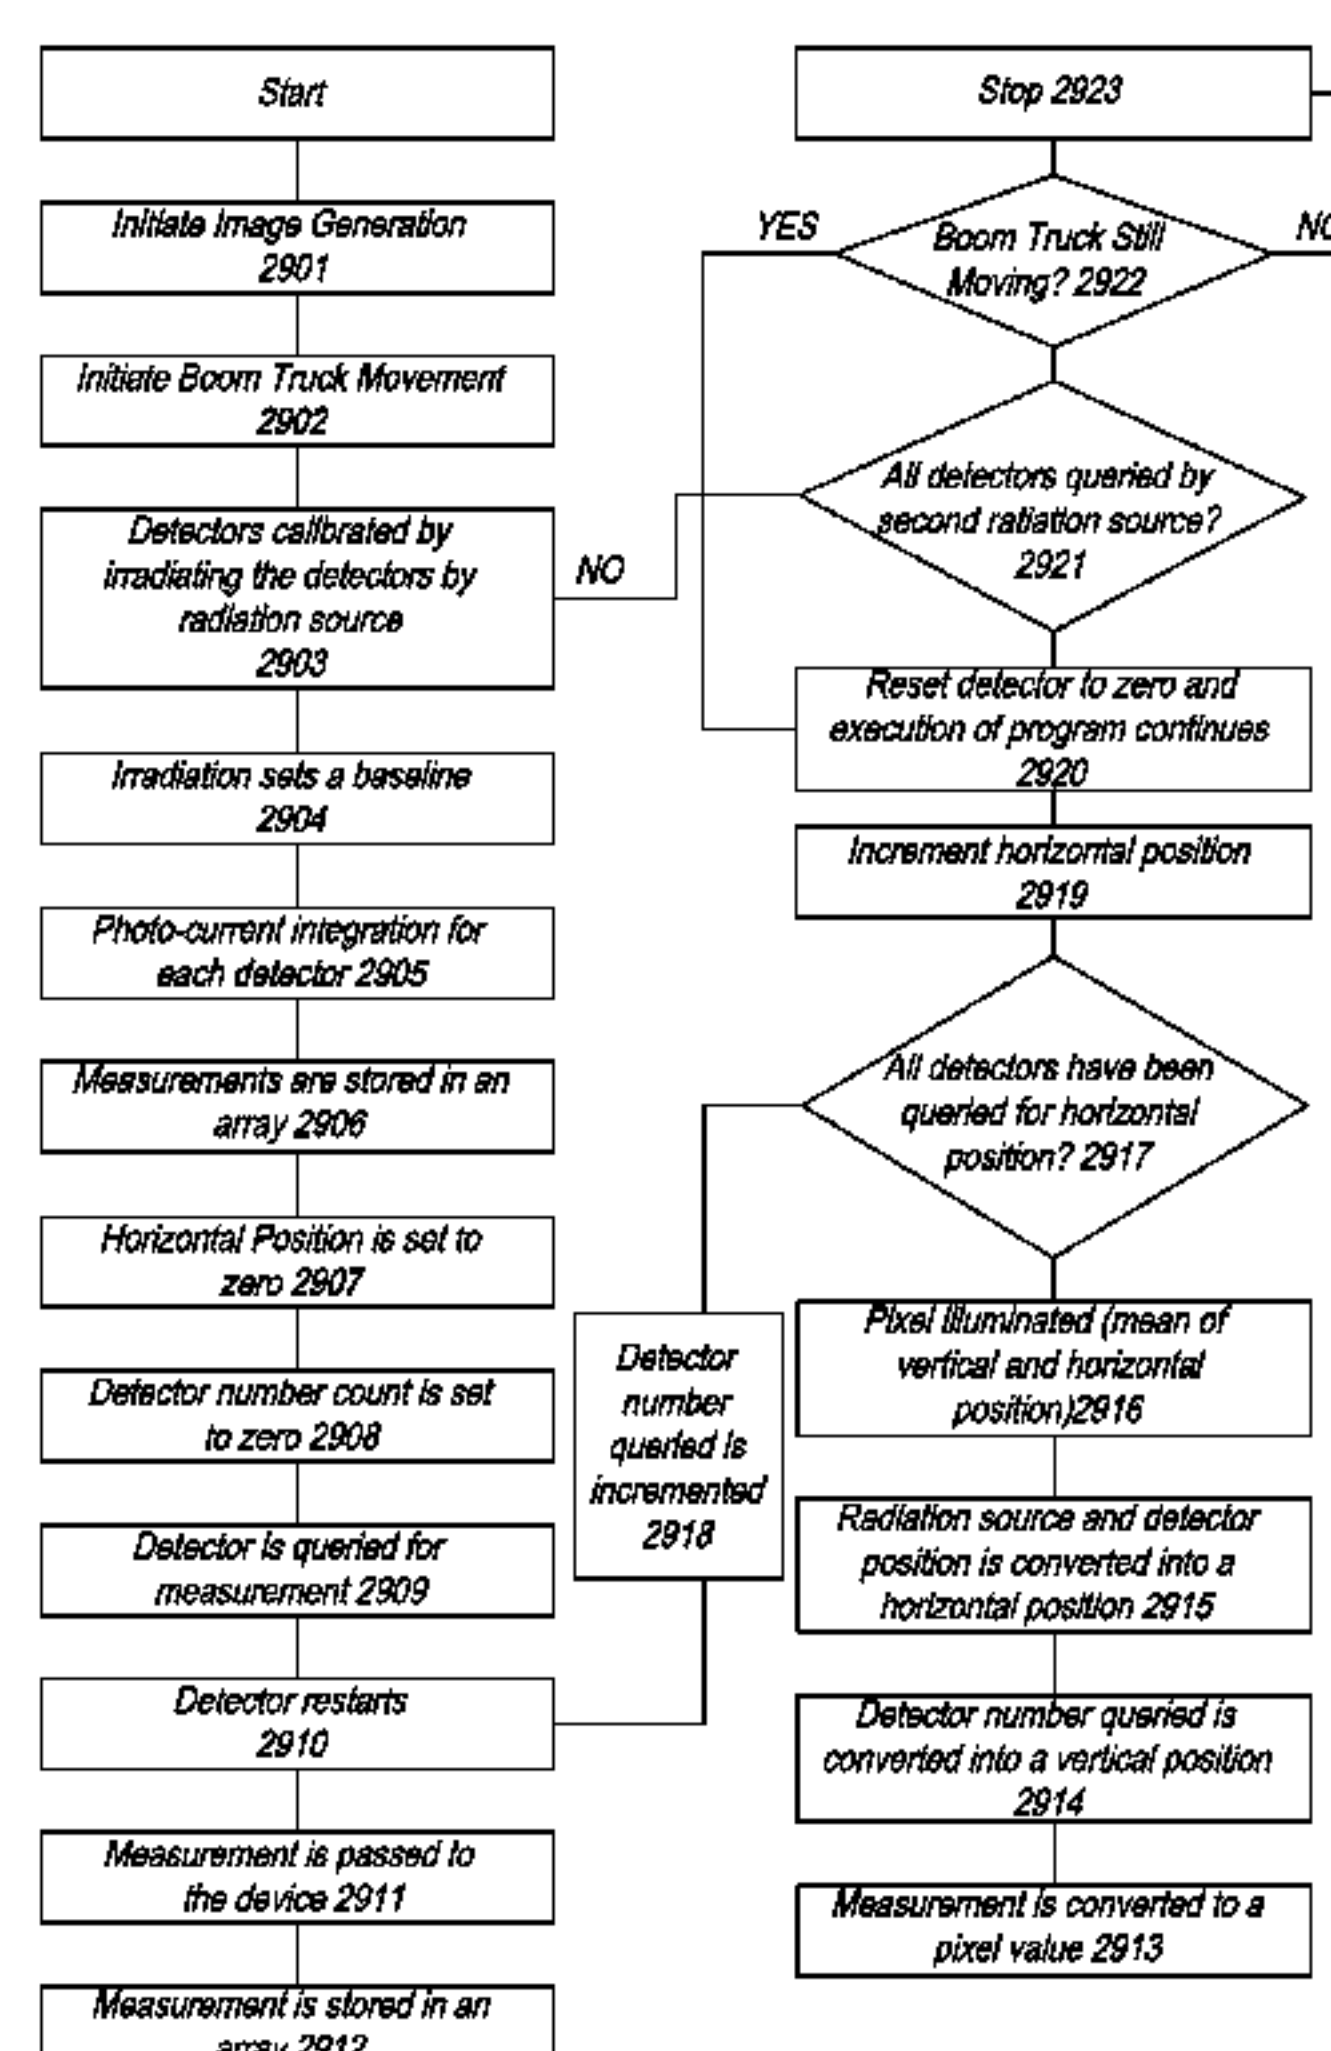 Start
Initiate Image Generation
2901
Initiate Boom Truck Movement
2902
Detectors calibrated by
irradiating the detectors by
radiation source
2903
NO
Irradiation sets a baseline
2904
Photo-current integration for
each detector 2905
Measurements are stored in an
array 2906
Horizontal Position is set to
zero 2907
Detector number count is set
to zero 2908
Detector is queried for
measurement 2909
Detector restarts
2910
Measurement is passed to
the device 2911
Measurement is stored in an
array 2912
Detector
number
queried is
incremented
2918
Stop 2923
YES
Boom Truck Still
Moving? 2922
NO
All detectors queried by
second ratiation source?
2921
Reset detector to zero and
execution of program continues
2920
Increment horizontal position
2919
All detectors have been
queried for horizontal
position? 2917
Pixel illuminated (mean of
vertical and horizontal
position)2916
Radiation source and detector
position is converted into a
horizontal position 2915
Detector number queried is
converted into a vertical position
2914
Measurement is converted to a
pixel value 2913